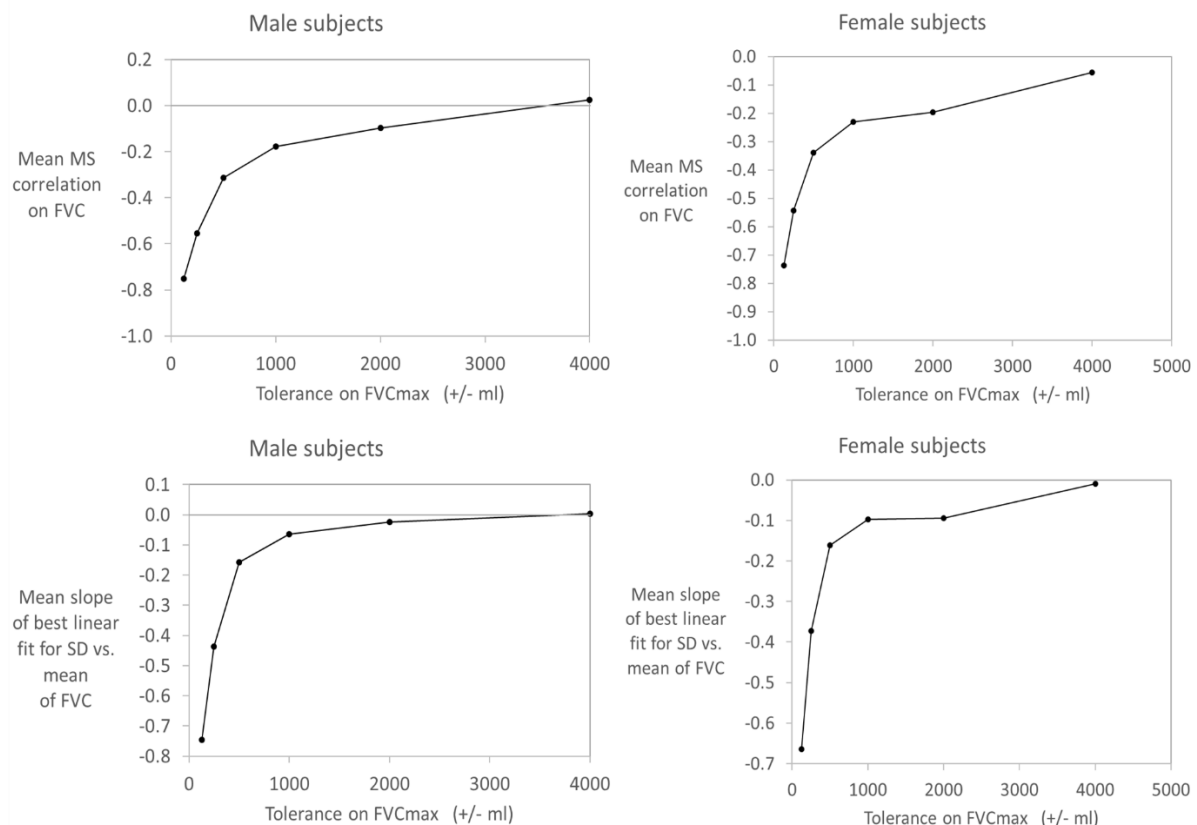 Male subjects
0.2
0.0
-0.2
-0.4
-0.6
-0.8
-1.0
Mean MS
correlation
on FVC
0 1000 2000 3000 4000
Tolerance on FVCmax (+/- ml)
Female subjects
0.0
-0.1
-0.2
-0.3
-0.4
-0.5
-0.6
-0.7
-0.8
-0.9
-1.0
Mean MS
correlation
on FVC
0 1000 2000 3000 4000 5000
Tolerance on FVCmax (+/- ml)
Male subjects
0.1
0.0
-0.1
-0.2
-0.3
-0.4
-0.5
-0.6
-0.7
-0.8
Mean slope
of best linear
fit for SD vs.
mean
of FVC
0 1000 2000 3000 4000
Tolerance on FVCmax (+/- ml)
Female subjects
0.0
-0.1
-0.2
-0.3
-0.4
-0.5
-0.6
-0.7
Mean slope
of best linear
fit for SD vs.
mean of FVC
0 1000 2000 3000 4000 5000
Tolerance on FVCmax (+/- ml)